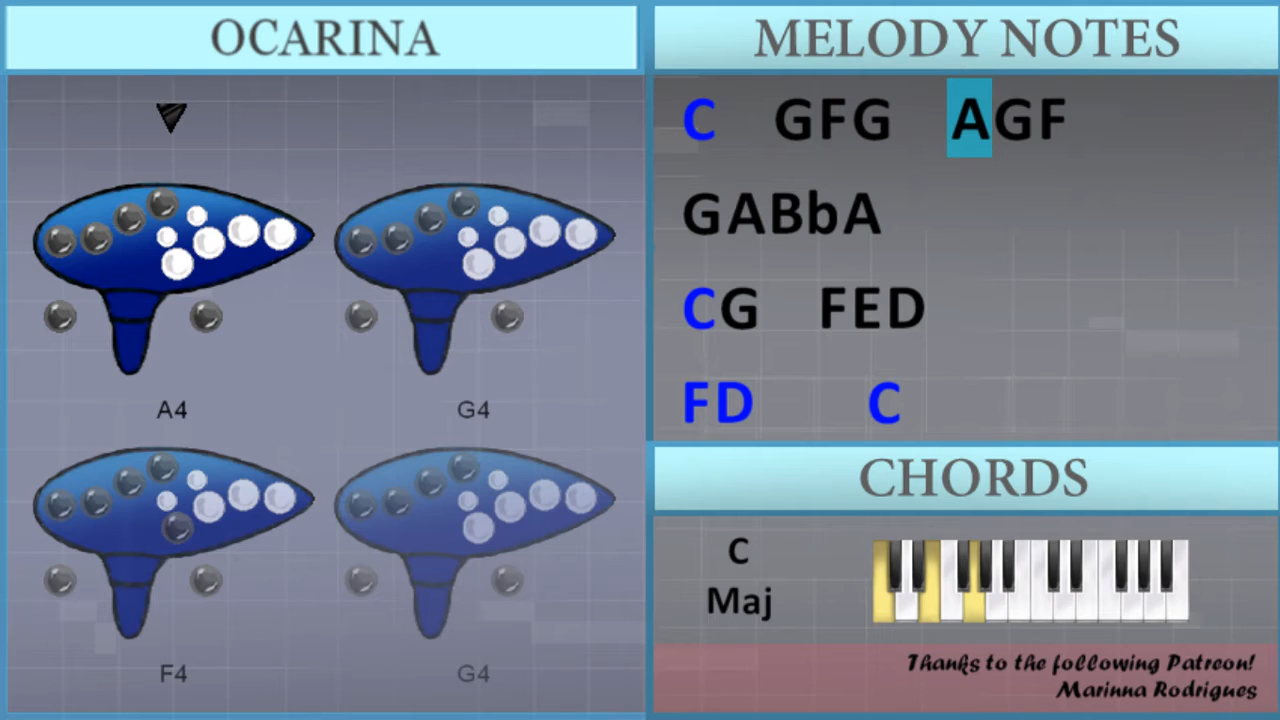 OCARINA
A4 G4
F4 G4
MELODY NOTES
C GFG AGF
GABbA
CG FED
FD C
CHORDS
C
Maj
Thanks to the following Patreon!
Marinna Rodrigues